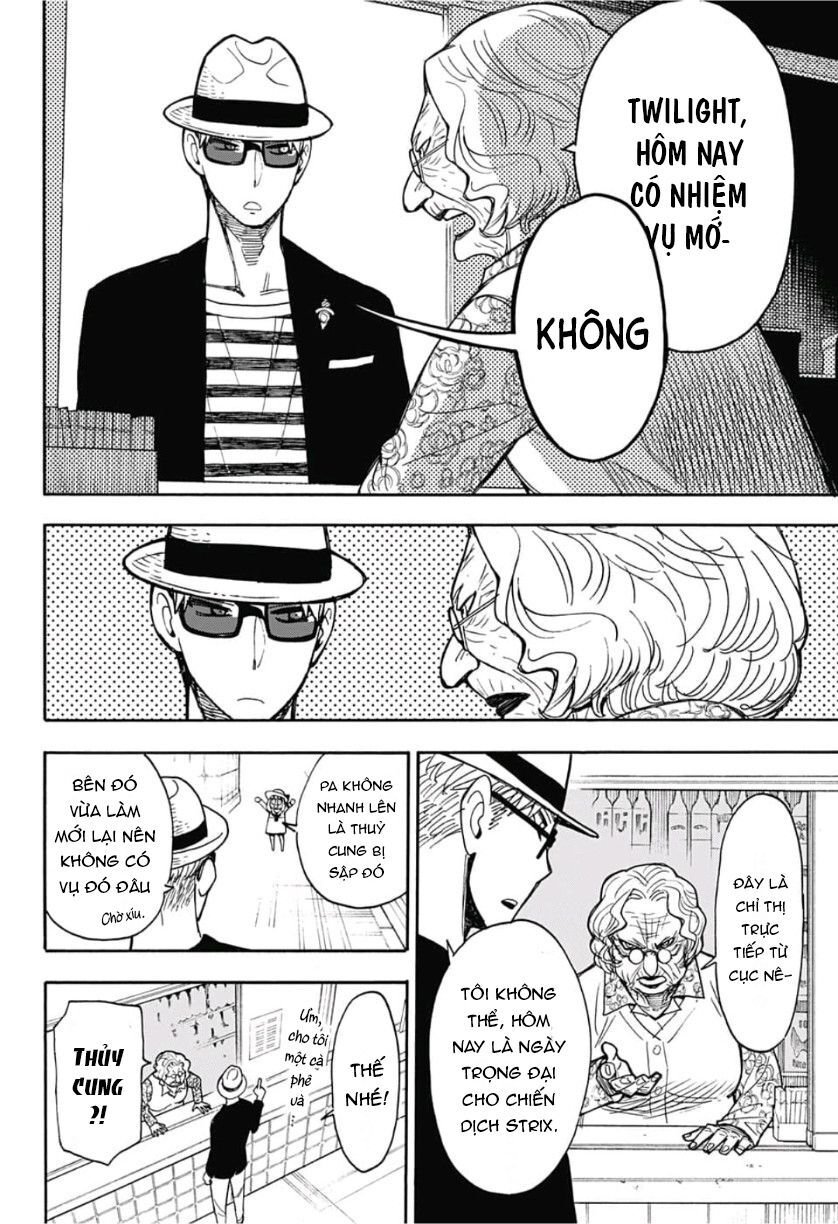 TWILIGHT,
HÔM NAY
CÓ NHIỆM
VỤ MỚ-
KHÔNG
ĐÂY LÀ
CHỈ THỊ
TRỰC
TIẾP TỪ
CỤC NÊ-
TÔI KHÔNG
THỂ, HÔM
NAY LÀ NGÀY
TRỌNG ĐẠI
CHO CHIẾN
DỊCH STRIX.
PA KHÔNG
NHANH LÊN
LÀ THUỶ
CUNG BỊ
SẬP ĐÓ
BÊN ĐÓ
VỪA LÀM
MỚI LẠI NÊN
KHÔNG CÓ
VỤ ĐÓ ĐÂU
Chờ xíu.
THẾ
NHÉ!
Ưm,
cho tôi
một cà
phê và
...
THỦY
CUNG
?!